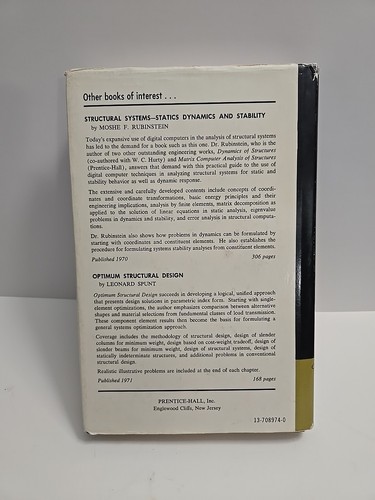 Other books of interest . . .
STRUCTURAL SYSTEMS—STATICS DYNAMICS AND STABILITY
by MOSHE F. RUBINSTEIN
Today's expansive use of digital computers in the analysis of structural systems
has led to the demand for a book such as this one. Dr. Rubinstein, who is the
author of two other outstanding engineering works, Dynamics of Structures
(co-authored with W. C. Hurty) and Matrix Computer Analysis of Structures
(Prentice-Hall), answers that demand with this practical guide to the use of
digital computer techniques in analyzing structural systems for static and
stability behavior as well as dynamic response.
The extensive and carefully developed contents include concepts of coordi-
nates and coordinate transformations, basic energy principles and their
engineering implications, analysis by finite elements, matrix decomposition as
applied to the solution of linear equations in static analysis, eigenvalue
problems in dynamics and stability, and error analysis in structural computa-
tions.
Dr. Rubinstein also shows how problems in dynamics can be formulated by
starting with coordinates and constituent elements. He also establishes the
procedure for formulating systems stability analyses from constituent elements.
Published 1970 306 pages
OPTIMUM STRUCTURAL DESIGN
by LEONARD SPUNT
Optimum Structural Design succeeds in developing a logical, unified approach
that presents design solutions in parametric index form. Starting with single-
element optimizations, the author emphasizes comparison between alternative
shapes and material selections from fundamental classes of load transmission.
These component element results then become the basis for formulating a
general systems optimization approach.
Coverage includes the methodology of structural design, design of slender
columns for minimum weight, design based on cost-weight tradeoff, design of
slender beams for minimum weight, design of structural systems, design of
statically indeterminate structures, and additional problems in conventional
structural design.
Realistic illustrative problems are included at the end of each chapter.
Published 1971 168 pages
PRENTICE-HALL, Inc.
Englewood Cliffs, New Jersey
13-708974-0